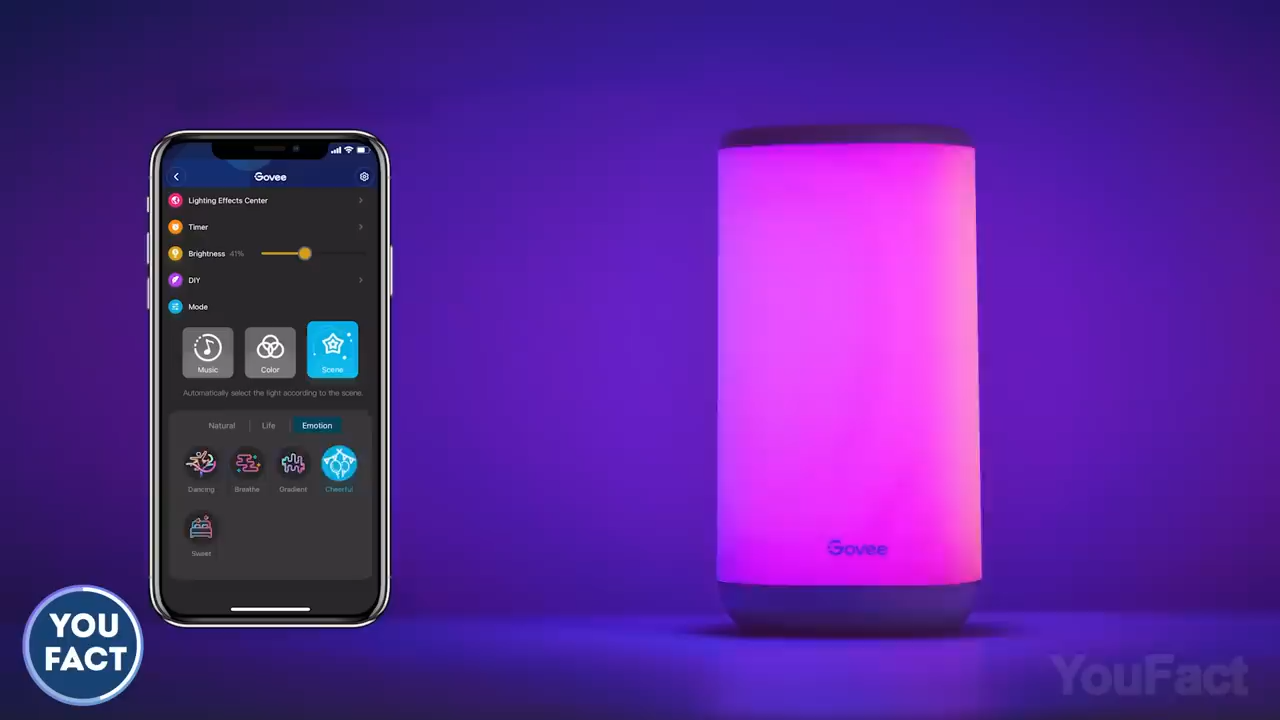 Govee
Lighting Effects Center
Timer
Brightness 41%
DIY
Mode
Music Color Scene
Automatically select the light according to the scene.
Natural Life Emotion
Dancing Breathe Gradient Cheerful
Sweet
Govee
YOU
FACT
YouFact